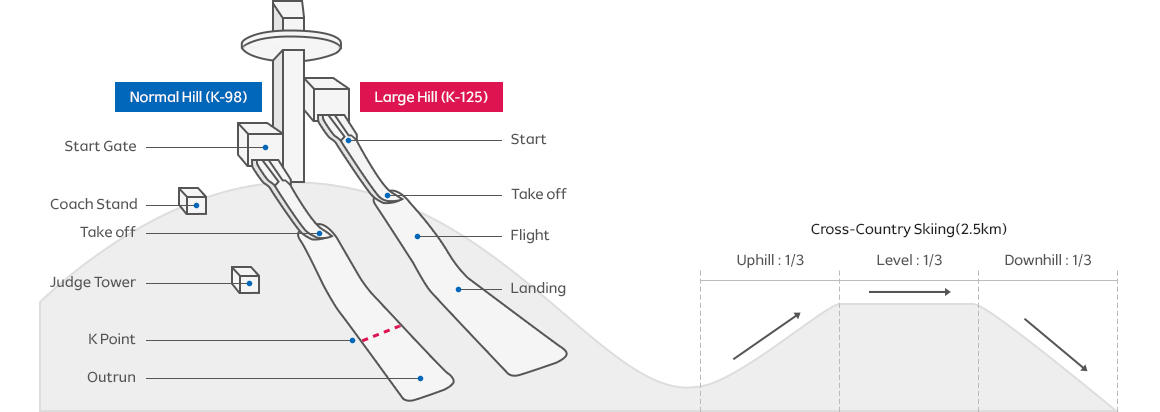 Normal Hill (K-98)
Large Hill (K-125)
Start Gate
Coach Stand
Take off
Judge Tower
K Point
Outrun
Start
Take off
Flight
Landing
Cross-Country Skiing(2.5km)
Uphill : 1/3
Level : 1/3
Downhill : 1/3